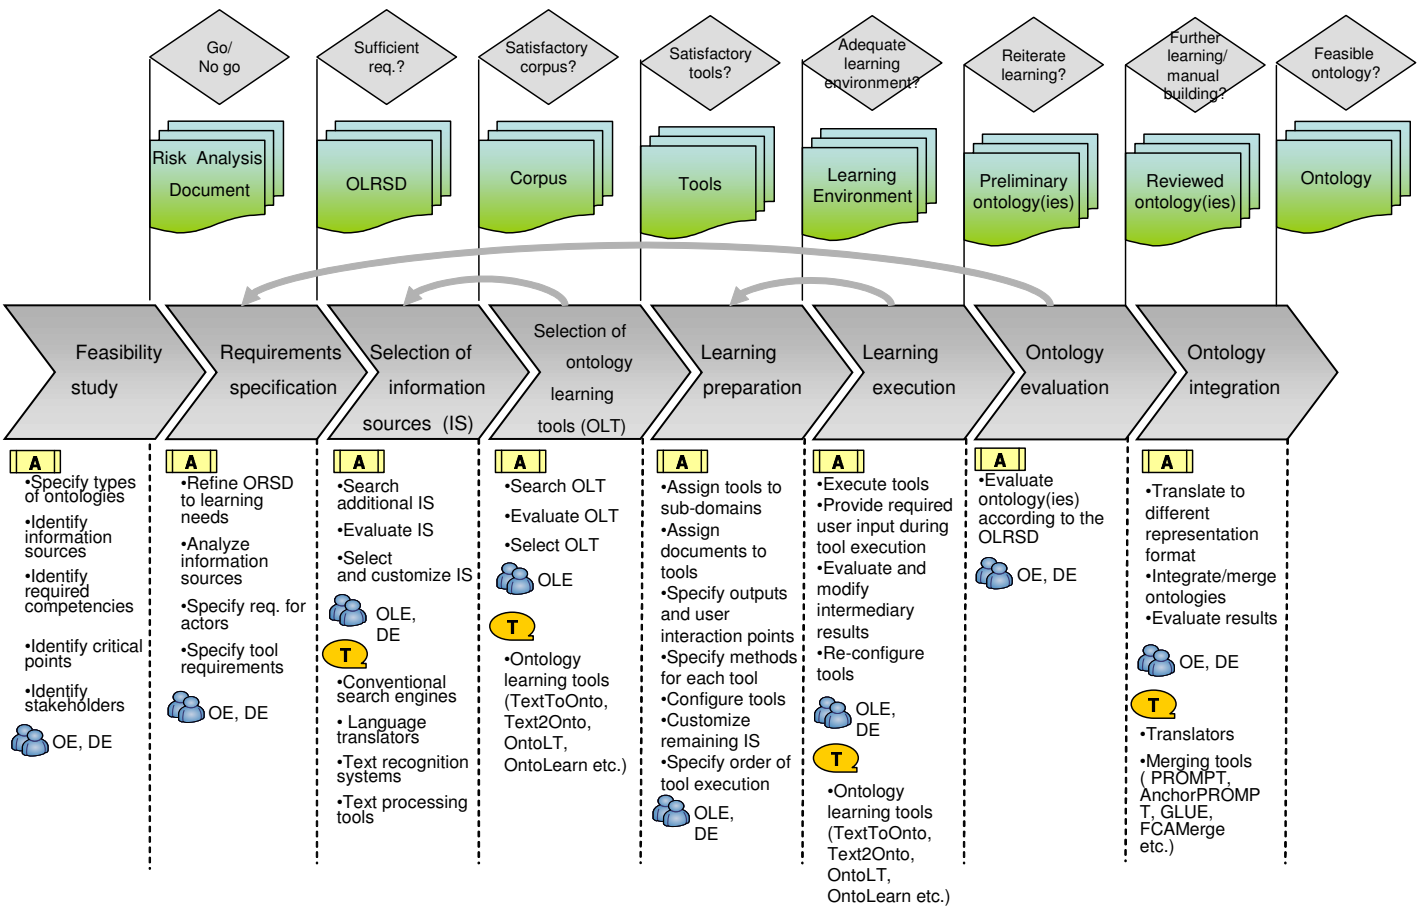 Go/
No go
Sufficient
req.?
Satisfactory
corpus?
Satisfactory
tools?
Adequate
learning
environment?
Reiterate
learning?
Further
learning/
manual
building?
Feasible
ontology?
Risk Analysis
Document
OLRSD
Corpus
Tools
Learning
Environment
Preliminary
ontology(ies)
Reviewed
ontology(ies)
Ontology
Feasibility
study
Requirements
specification
Selection of
information
sources (IS)
Selection of
ontology
learning
tools (OLT)
Learning
preparation
Learning
execution
Ontology
evaluation
Ontology
integration
A
•Specify types
of ontologies
•Identify
information
sources
•Identify
required
competencies
•Identify critical
points
•Identify
stakeholders
OE, DE
A
•Refine ORSD
to learning
needs
•Analyze
information
sources
•Specify req. for
actors
•Specify tool
requirements
OE, DE
A
•Search
additional IS
•Evaluate IS
•Select
and customize IS
OLE,
DE
T
•Conventional
search engines
• Language
translators
•Text recognition
systems
•Text processing
tools
A
•Search OLT
•Evaluate OLT
•Select OLT
OLE
T
•Ontology
learning tools
(TextToOnto,
Text2Onto,
OntoLT,
OntoLearn etc.)
A
•Assign tools to
sub-domains
•Assign
documents to
tools
•Specify outputs
and user
interaction points
•Specify methods
for each tool
•Configure tools
•Customize
remaining IS
•Specify order of
tool execution
OLE,
DE
A
•Execute tools
•Provide required
user input during
tool execution
•Evaluate and
modify
intermediary
results
•Re-configure
tools
OLE,
DE
T
•Ontology
learning tools
(TextToOnto,
Text2Onto,
OntoLT,
OntoLearn etc.)
A
•Evaluate
ontology(ies)
according to the
OLRSD
OE, DE
A
•Translate to
different
representation
format
•Integrate/merge
ontologies
•Evaluate results
OE, DE
T
•Translators
•Merging tools
( PROMPT,
AnchorPROMP
T, GLUE,
FCAMerge
etc.)